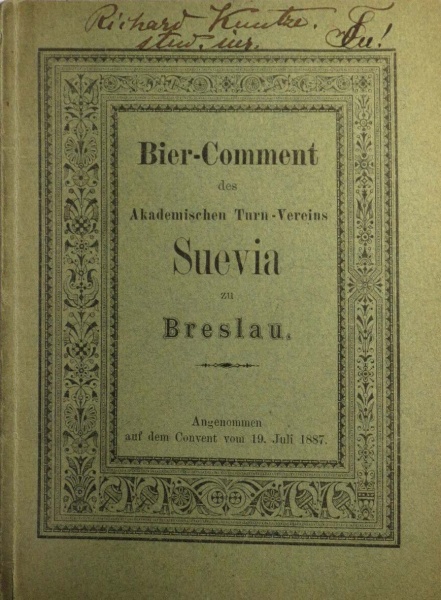 Richard Kuntze.
stud. iur.
Bier-Comment
des
Akademischen Turn-Vereins
Suevia
zu
Breslau.
Angenommen
auf dem Convent vom 19. Juli 1887.